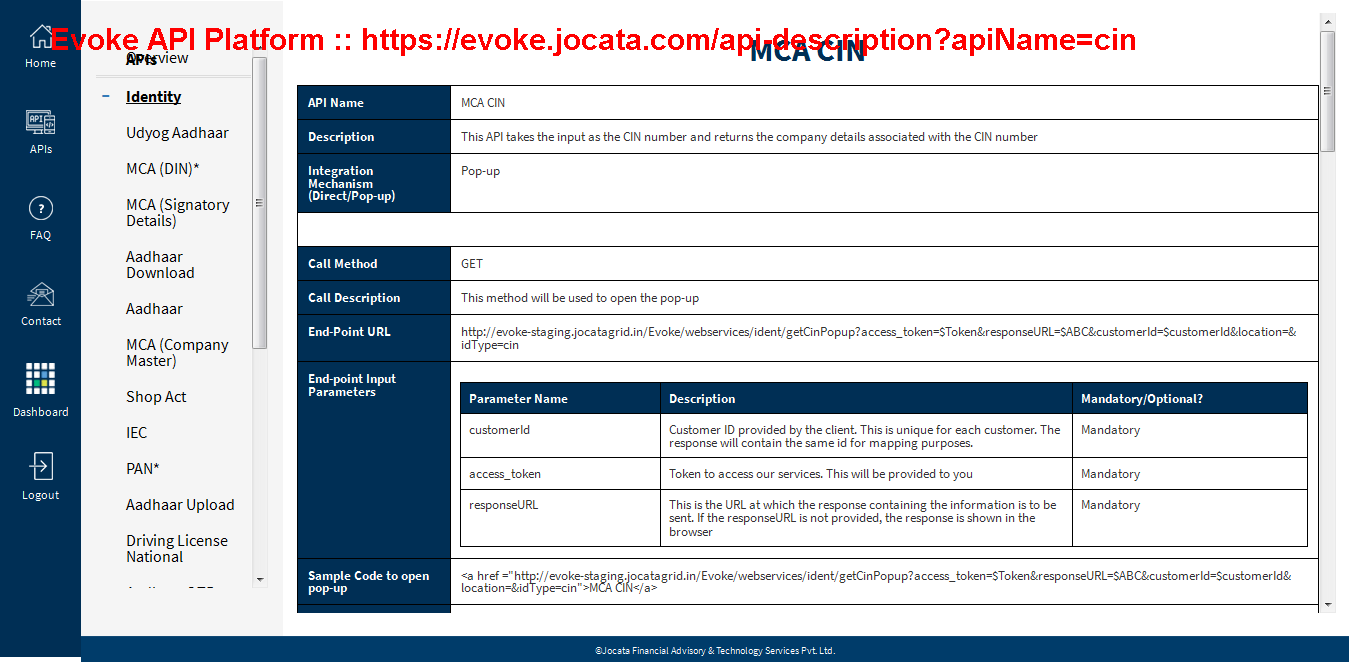 Evoke API Platform :: https://evoke.jocata.com/api-description?apiName=cin
MCA CIN
Home
APIs
FAQ
?
Contact
Dashboard
Logout
API
Overview
APIs
Identity
Udyog Aadhaar
MCA (DIN)*
MCA (Signatory
Details)
Aadhaar
Download
Aadhaar
MCA (Company
Master)
Shop Act
IEC
PAN*
Aadhaar Upload
Driving License
National
API Name
MCA CIN
Description
This API takes the input as the CIN number and returns the company details associated with the CIN number
Integration
Mechanism
(Direct/Pop-up)
Pop-up
Call Method
GET
Call Description
This method will be used to open the pop-up
End-Point URL
http://evoke-staging.jocatagrid.in/Evoke/webservices/ident/getCinPopup?access_token=$Token&responseURL=$ABC&customerId=$customerId&location=&
idType=cin
End-point Input
Parameters
Parameter Name
Description
Mandatory/Optional?
customerId
Customer ID provided by the client. This is unique for each customer. The
response will contain the same id for mapping purposes.
Mandatory
access_token
Token to access our services. This will be provided to you
Mandatory
responseURL
This is the URL at which the response containing the information is to be
sent. If the responseURL is not provided, the response is shown in the
browser
Mandatory
Sample Code to open
pop-up
<a href ="http://evoke-staging.jocatagrid.in/Evoke/webservices/ident/getCinPopup?access_token=$Token&responseURL=$ABC&customerId=$customerId&
location=&idType=cin">MCA CIN</a>
©Jocata Financial Advisory & Technology Services Pvt. Ltd.